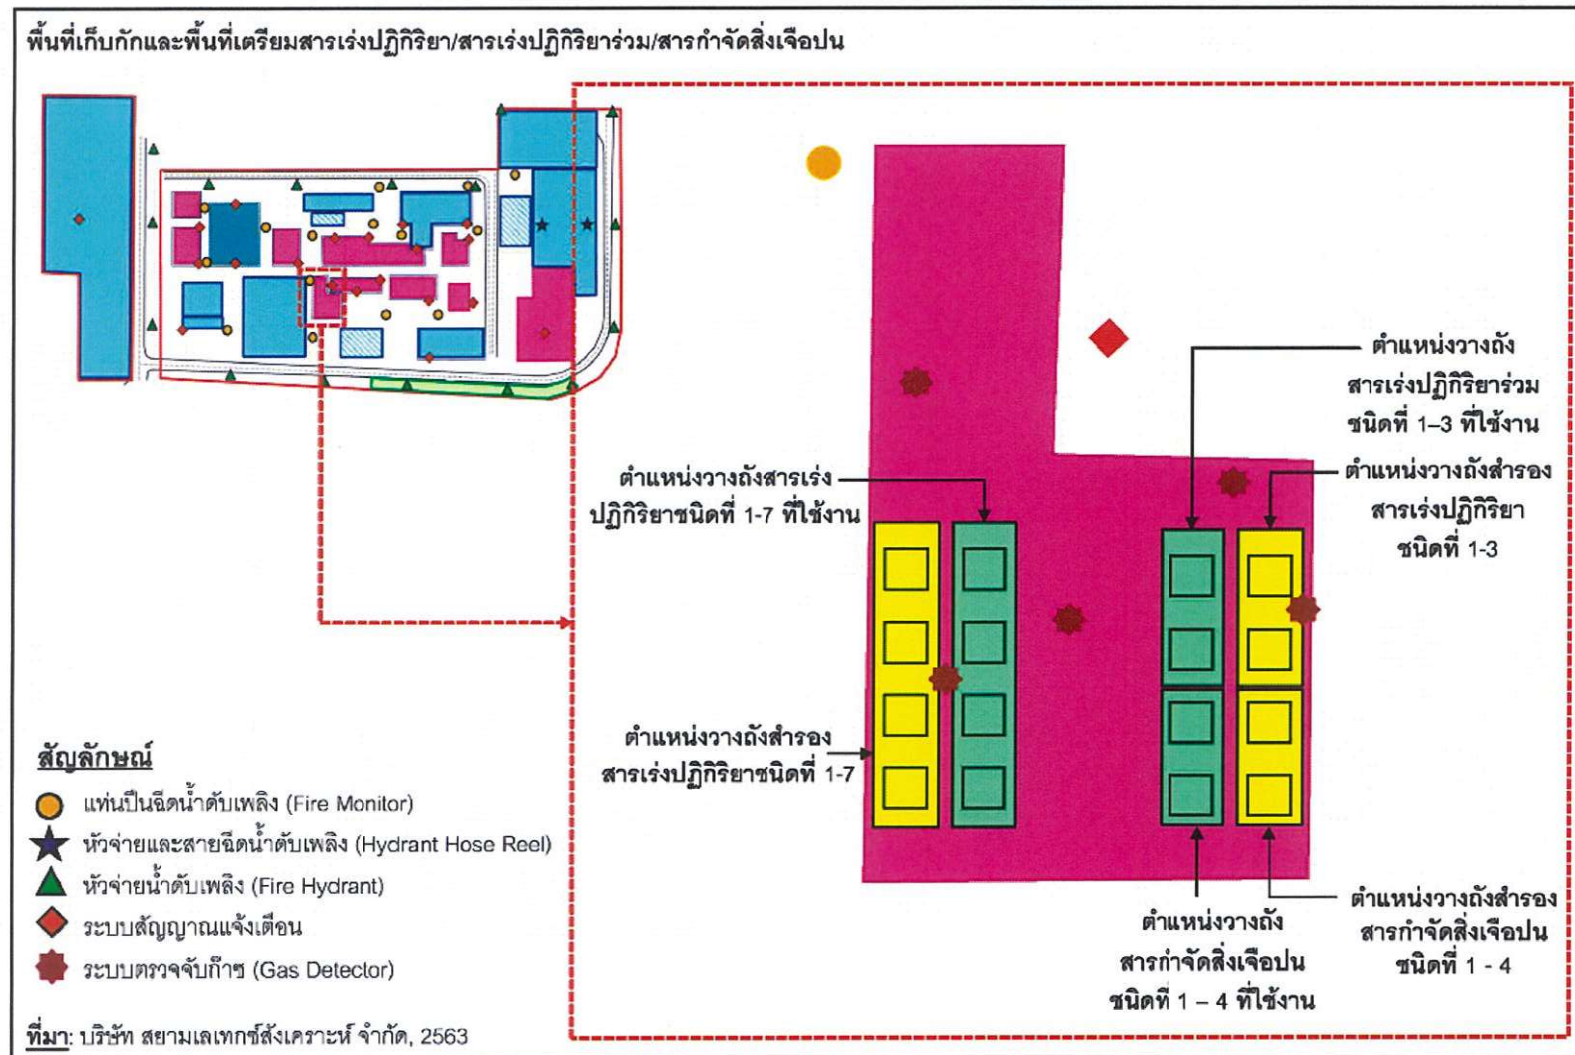 พื้นที่เก็บกักและพื้นที่เตรียมสารเร่งปฏิกิริยา/สารเร่งปฏิกิริยาร่วม/สารกำจัดสิ่งเจือปน
ตำแหน่งวางถัง
สารเร่งปฏิกิริยาร่วม
ชนิดที่ 1–3 ที่ใช้งาน
ตำแหน่งวางถังสำรอง
สารเร่งปฏิกิริยา
ชนิดที่ 1-3
ตำแหน่งวางถังสารเร่ง
ปฏิกิริยาชนิดที่ 1-7 ที่ใช้งาน
ตำแหน่งวางถังสำรอง
สารเร่งปฏิกิริยาชนิดที่ 1-7
ตำแหน่งวางถัง
สารกำจัดสิ่งเจือปน
ชนิดที่ 1 – 4 ที่ใช้งาน
ตำแหน่งวางถังสำรอง
สารกำจัดสิ่งเจือปน
ชนิดที่ 1 - 4
สัญลักษณ์
แท่นปืนฉีดน้ำดับเพลิง (Fire Monitor)
หัวจ่ายและสายฉีดน้ำดับเพลิง (Hydrant Hose Reel)
หัวจ่ายน้ำดับเพลิง (Fire Hydrant)
ระบบสัญญาณแจ้งเตือน
ระบบตรวจจับก๊าซ (Gas Detector)
ที่มา: บริษัท สยามเลเทกซ์สังเคราะห์ จำกัด, 2563